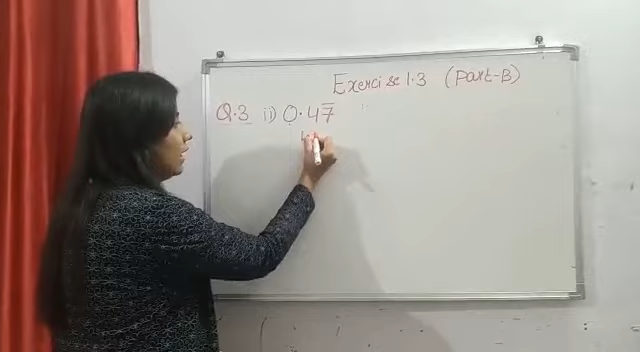 Exercise 1.3 (Part-B)
Q.3 ii) 0.47̅